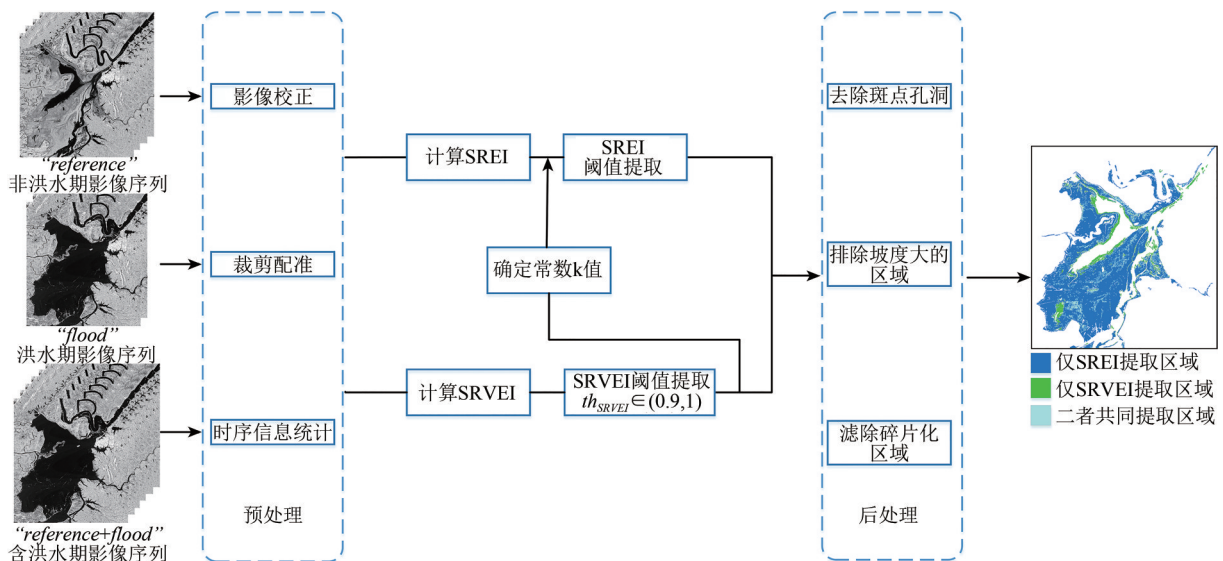 “reference”
非洪水期影像序列
“flood”
洪水期影像序列
“reference+flood”
含洪水期影像序列
影像校正
裁剪配准
时序信息统计
预处理
计算SREI
SREI
阈值提取
确定常数k值
计算SRVEI
SRVEI阈值提取
thSRVEI∈(0.9,1)
去除斑点孔洞
排除坡度大的
区域
滤除碎片化
区域
后处理
仅SREI提取区域
仅SRVEI提取区域
二者共同提取区域